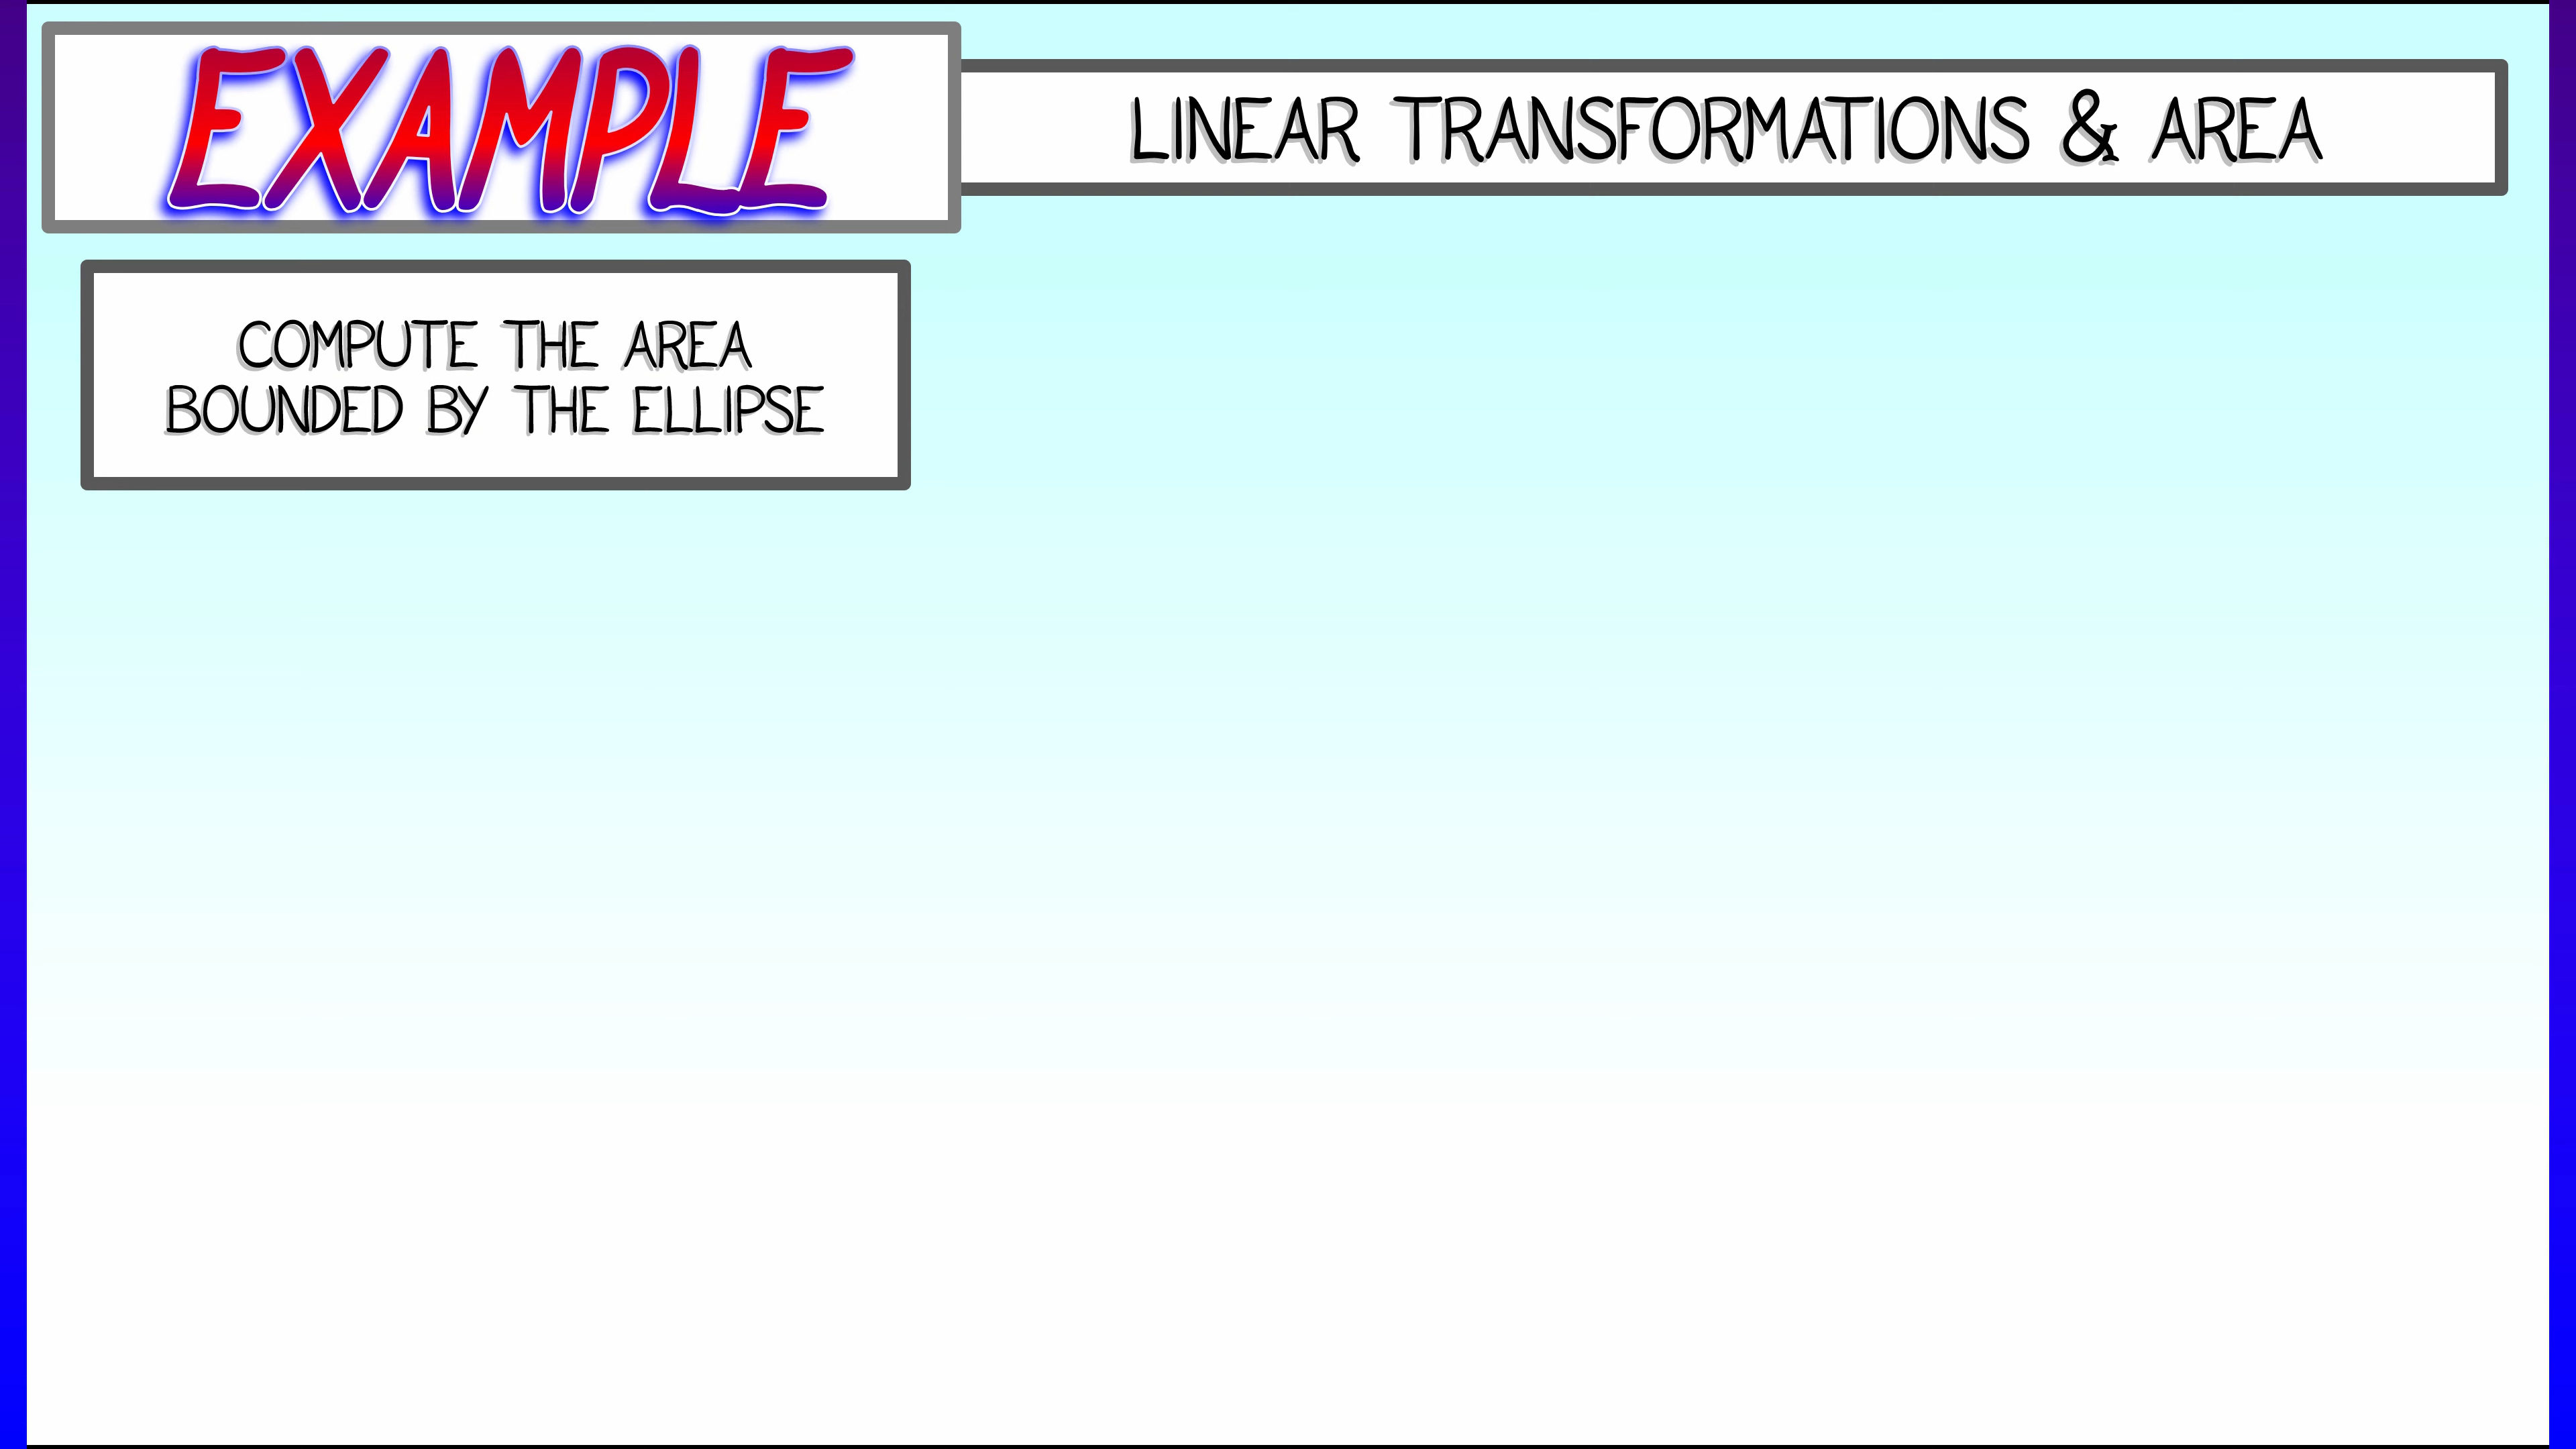 EXAMPLE
LINEAR TRANSFORMATIONS & AREA
COMPUTE THE AREA
BOUNDED BY THE ELLIPSE